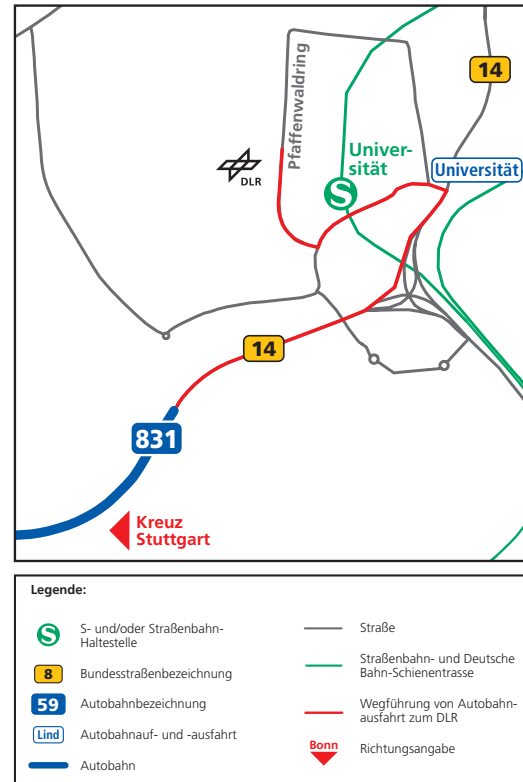 14
Pfaffenwaldring
Univer-
sität
Universität
DLR
S
14
831
Kreuz
Stuttgart
Legende:
S
S- und/oder Straßenbahn-
Haltestelle
8
Bundesstraßenbezeichnung
59
Autobahnbezeichnung
Lind
Autobahnauf- und -ausfahrt
Autobahn
Straße
Straßenbahn- und Deutsche
Bahn-Schienentrasse
Wegführung von Autobahn-
ausfahrt zum DLR
Bonn
Richtungsangabe